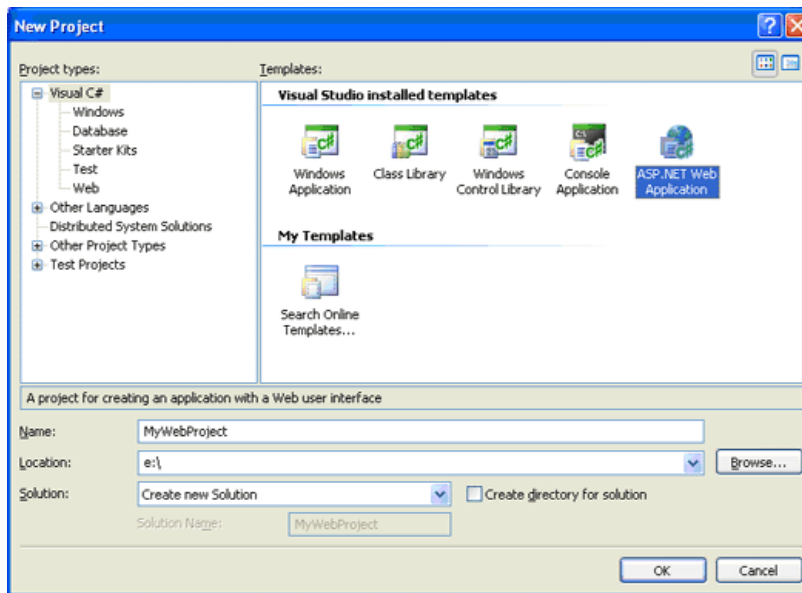 New Project
Project types:
Templates:
Visual C#
Windows
Database
Starter Kits
Test
Web
Other Languages
Distributed System Solutions
Other Project Types
Test Projects
Visual Studio installed templates
Windows
Application
Class Library
Windows
Control Library
Console
Application
ASP.NET Web
Application
My Templates
Search Online
Templates...
A project for creating an application with a Web user interface
Name:
MyWebProject
Location:
e:\
Browse...
Solution:
Create new Solution
Create directory for solution
Solution Name:
MyWebProject
OK
Cancel